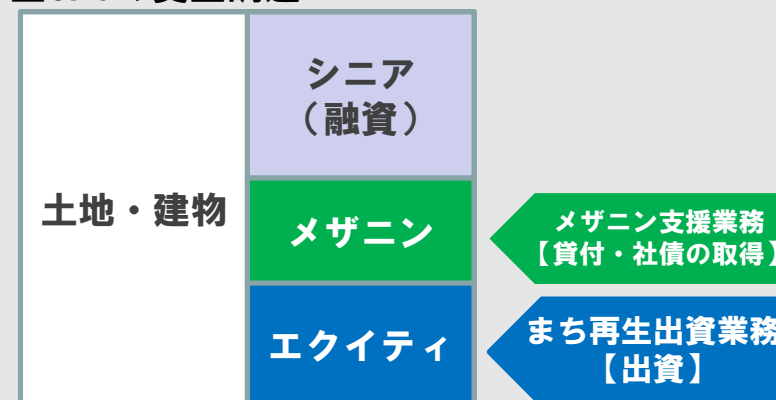 シニア
（融資）
土地・建物
メザニン
メザニン支援業務
【貸付・社債の取得】
エクイティ
まち再生出資業務
【出資】